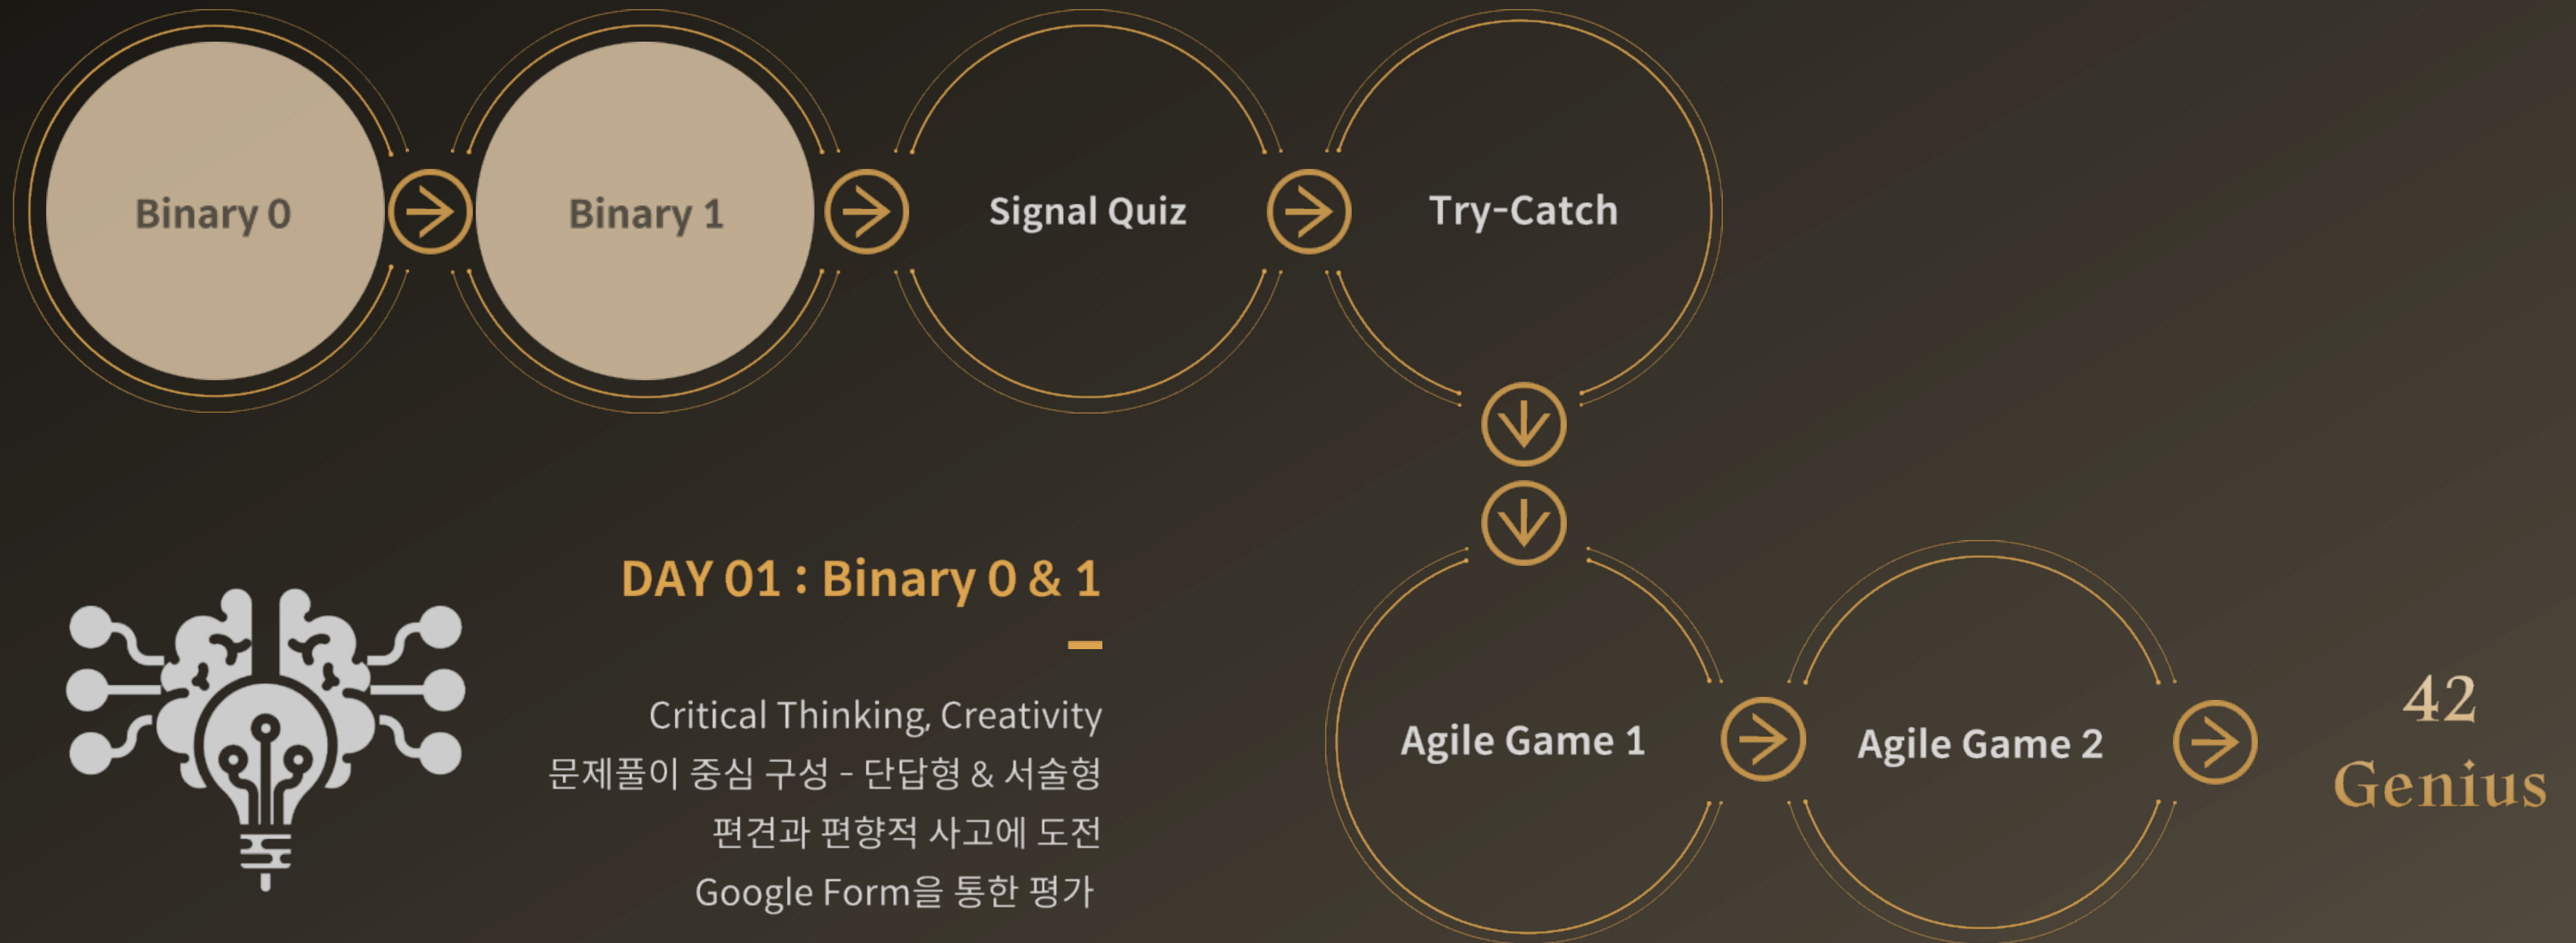 Binary 0
Binary 1
Signal Quiz
Try-Catch
DAY 01 : Binary 0 & 1
Critical Thinking, Creativity
문제풀이 중심 구성 - 단답형 & 서술형
편견과 편향적 사고에 도전
Google Form을 통한 평가
Agile Game 1
Agile Game 2
42
Genius